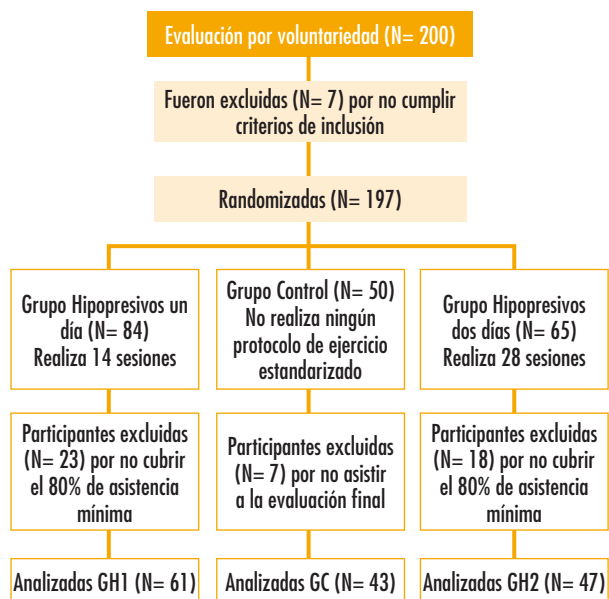 Evaluación por voluntariedad (N= 200)
Fueron excluidas (N= 7) por no cumplir
criterios de inclusión
Randomizadas (N= 197)
Grupo Hipopresivos un
día (N= 84)
Realiza 14 sesiones
Grupo Control (N= 50)
No realiza ningún
protocolo de ejercicio
estandarizado
Grupo Hipopresivos
dos días (N= 65)
Realiza 28 sesiones
Participantes excluidas
(N= 23) por no cubrir
el 80% de asistencia
mínima
Participantes excluidas
(N= 7) por no asistir
a la evaluación final
Participantes excluidas
(N= 18) por no cubrir
el 80% de asistencia
mínima
Analizadas GH1 (N= 61)
Analizadas GC (N= 43)
Analizadas GH2 (N= 47)